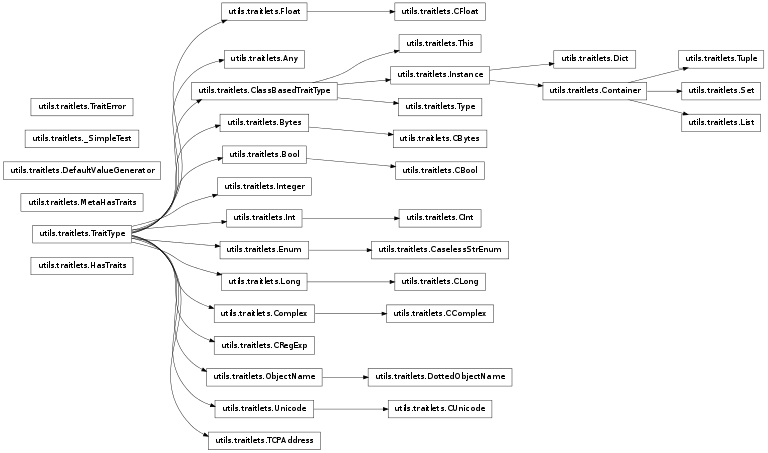 utils.traitlets.Float
utils.traitlets.CFloat
utils.traitlets.This
utils.traitlets.Any
utils.traitlets.Dict
utils.traitlets.Tuple
utils.traitlets.Instance
utils.traitlets.ClassBasedTraitType
utils.traitlets.Container
utils.traitlets.Set
utils.traitlets.TraitError
utils.traitlets.Type
utils.traitlets.Bytes
utils.traitlets.List
utils.traitlets._SimpleTest
utils.traitlets.CBytes
utils.traitlets.Bool
utils.traitlets.DefaultValueGenerator
utils.traitlets.CBool
utils.traitlets.Integer
utils.traitlets.MetaHasTraits
utils.traitlets.Int
utils.traitlets.CInt
utils.traitlets.TraitType
utils.traitlets.Enum
utils.traitlets.CaselessStrEnum
utils.traitlets.HasTraits
utils.traitlets.Long
utils.traitlets.CLong
utils.traitlets.Complex
utils.traitlets.CComplex
utils.traitlets.CRegExp
utils.traitlets.ObjectName
utils.traitlets.DottedObjectName
utils.traitlets.Unicode
utils.traitlets.CUnicode
utils.traitlets.TCPAddress